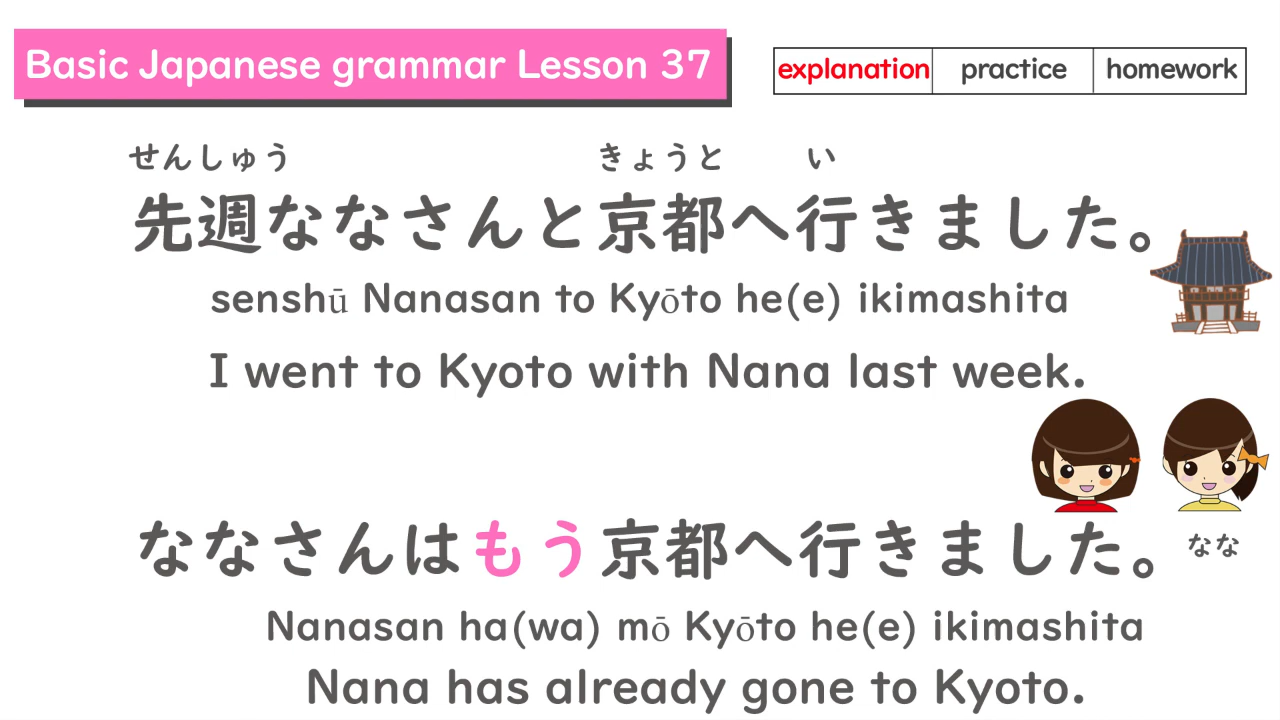 Basic Japanese grammar Lesson 37
explanation practice homework
せんしゅう きょうと い
先週ななさんと京都へ行きました。
senshū Nanasan to Kyōto he(e) ikimashita
I went to Kyoto with Nana last week.
ななさんはもう京都へ行きました。
なな
Nanasan ha(wa) mō Kyōto he(e) ikimashita
Nana has already gone to Kyoto.